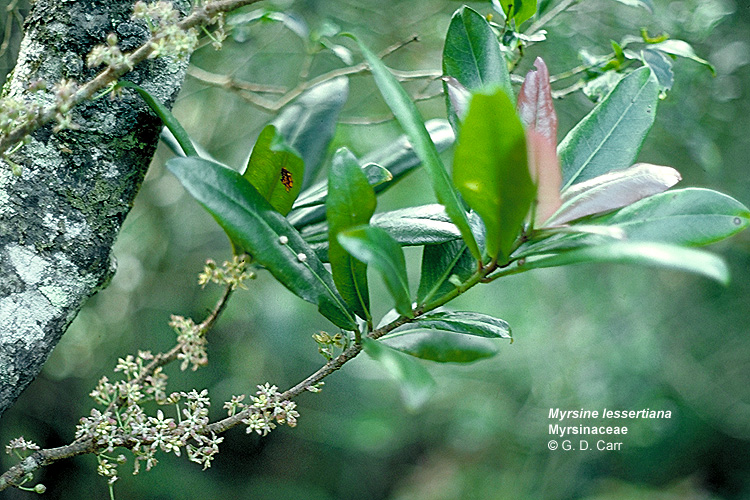 Myrsine lessertiana
Myrsinaceae
© G. D. Carr